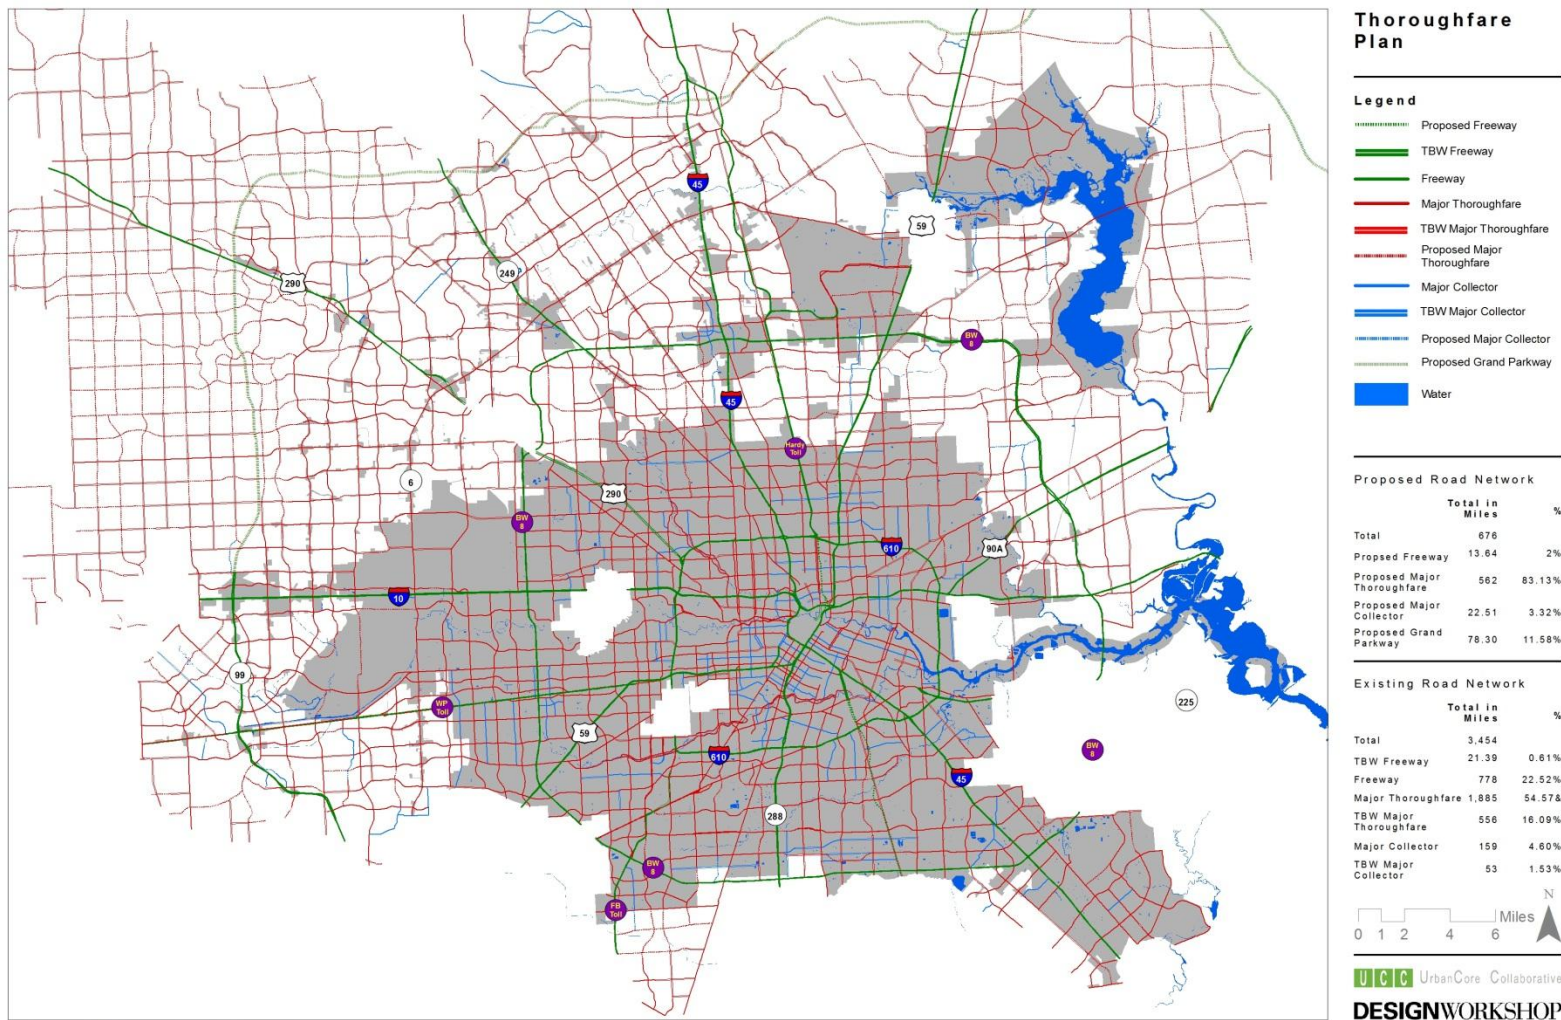 Thoroughfare
Plan
Legend
Proposed Freeway
TBW Freeway
Freeway
Major Thoroughfare
TBW Major Thoroughfare
Proposed Major
Thoroughfare
Major Collector
TBW Major Collector
Proposed Major Collector
Proposed Grand Parkway
Water
Proposed Road Network
Total in
Miles %
Total 676
Propsed Freeway 13.64 2%
Proposed Major
Thoroughfare 562 83.13%
Proposed Major
Collector 22.51 3.32%
Proposed Grand
Parkway 78.30 11.58%
Existing Road Network
Total in
Miles %
Total 3,454
TBW Freeway 21.39 0.61%
Freeway 778 22.52%
Major Thoroughfare 1,885 54.57&
TBW Major
Thoroughfare 556 16.09%
Major Collector 159 4.60%
TBW Major
Collector 53 1.53%
N
Miles
0 1 2 4 6
UCC UrbanCore Collaborative
DESIGNWORKSHOP
45
59
249
290
BW
8
45
Hardy
Toll
6
290
BW
8
610
90A
10
99
225
WP
Toll
59
BW
8
610
45
288
BW
8
FB
Toll